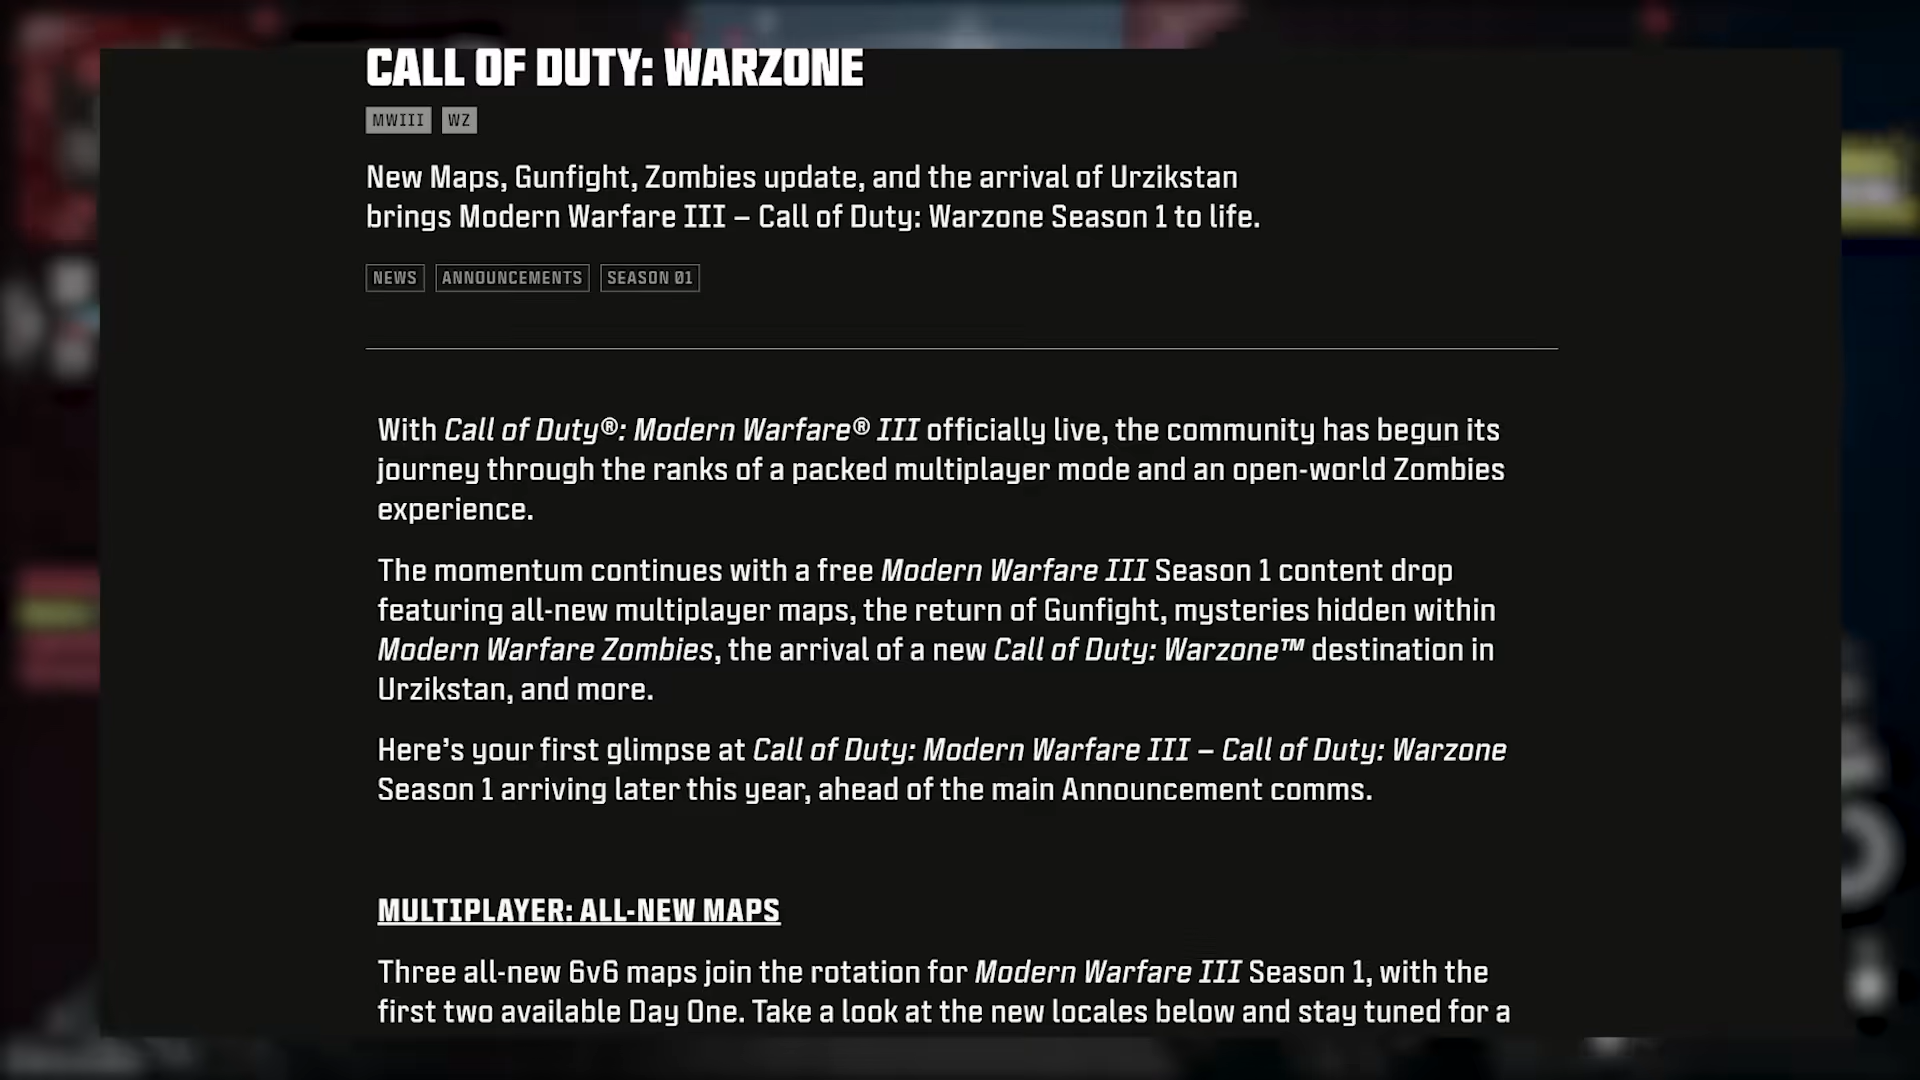 CALL OF DUTY: WARZONE
MWIII WZ
New Maps, Gunfight, Zombies update, and the arrival of Urzikstan
brings Modern Warfare III – Call of Duty: Warzone Season 1 to life.
NEWS ANNOUNCEMENTS SEASON 01
With Call of Duty®: Modern Warfare® III officially live, the community has begun its
journey through the ranks of a packed multiplayer mode and an open-world Zombies
experience.
The momentum continues with a free Modern Warfare III Season 1 content drop
featuring all-new multiplayer maps, the return of Gunfight, mysteries hidden within
Modern Warfare Zombies, the arrival of a new Call of Duty: Warzone™ destination in
Urzikstan, and more.
Here’s your first glimpse at Call of Duty: Modern Warfare III – Call of Duty: Warzone
Season 1 arriving later this year, ahead of the main Announcement comms.
MULTIPLAYER: ALL-NEW MAPS
Three all-new 6v6 maps join the rotation for Modern Warfare III Season 1, with the
first two available Day One. Take a look at the new locales below and stay tuned for a